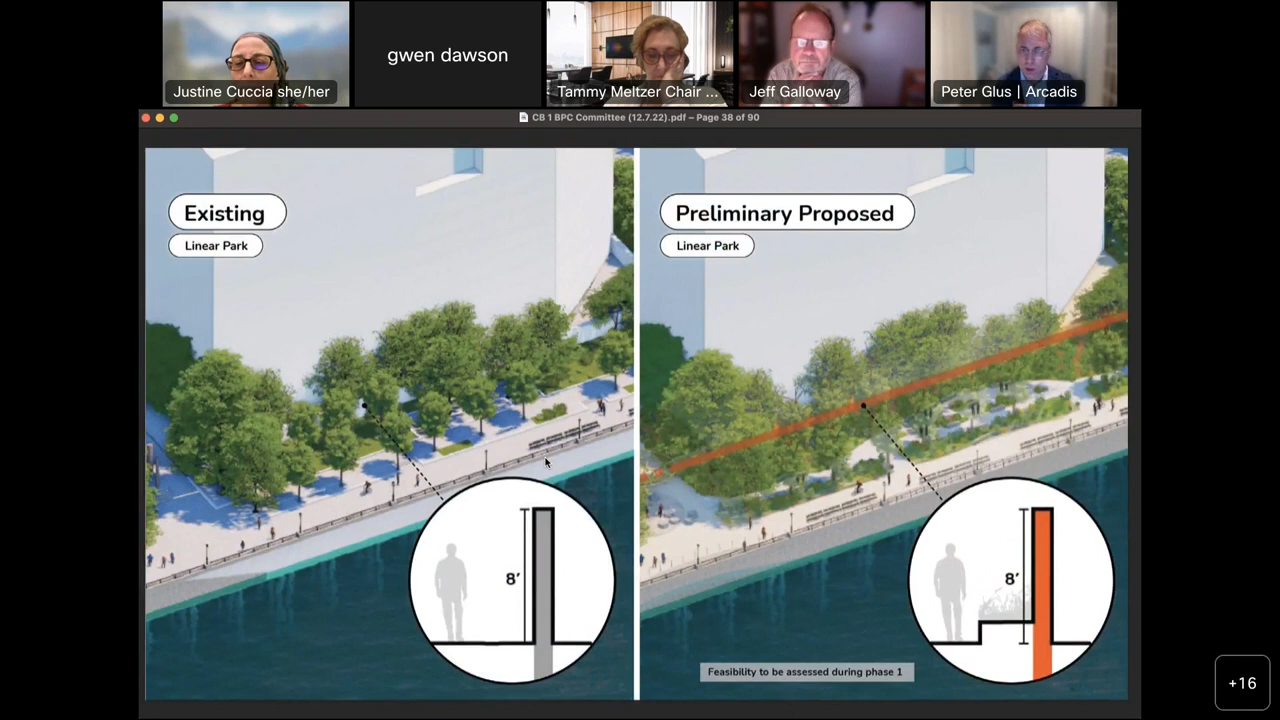 Justine Cuccia she/her
gwen dawson
Tammy Meltzer Chair ...
Jeff Galloway
Peter Glus | Arcadis
CB 1 BPC Committee (12.7.22).pdf – Page 38 of 90
Existing
Linear Park
8'
Preliminary Proposed
Linear Park
8'
Feasibility to be assessed during phase 1
+16